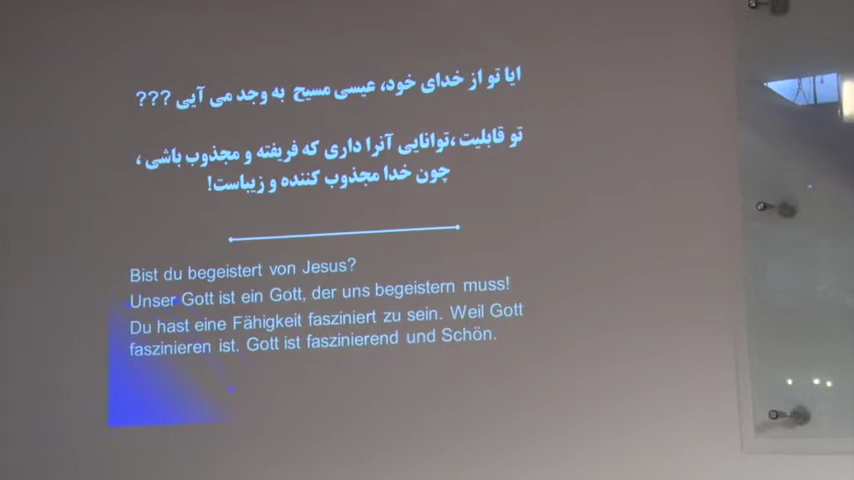 ایا تو از خدای خود، عیسی مسیح به وجد می آیی ???
تو قابلیت ،توانایی آنرا داری که فریفته و مجذوب باشی ،
چون خدا مجذوب کننده و زیباست!
Bist du begeistert von Jesus?
Unser Gott ist ein Gott, der uns begeistern muss!
Du hast eine Fähigkeit fasziniert zu sein. Weil Gott
faszinieren ist. Gott ist faszinierend und Schön.